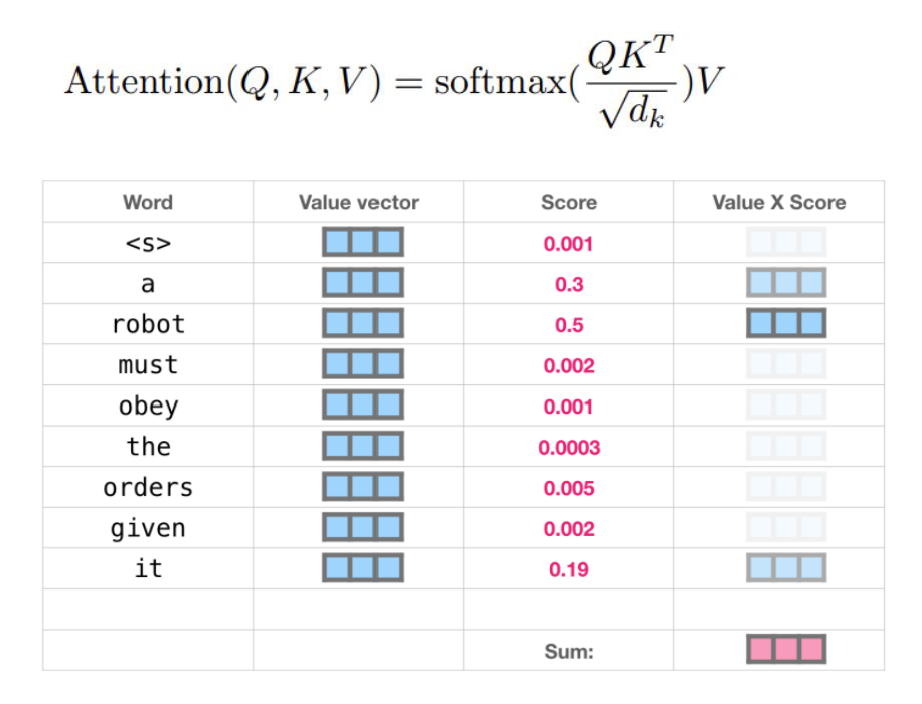 Attention(Q, K, V) = softmax(QK^T / √d_k)V
Word Value vector Score Value X Score
<s> 0.001
a 0.3
robot 0.5
must 0.002
obey 0.001
the 0.0003
orders 0.005
given 0.002
it 0.19
Sum: